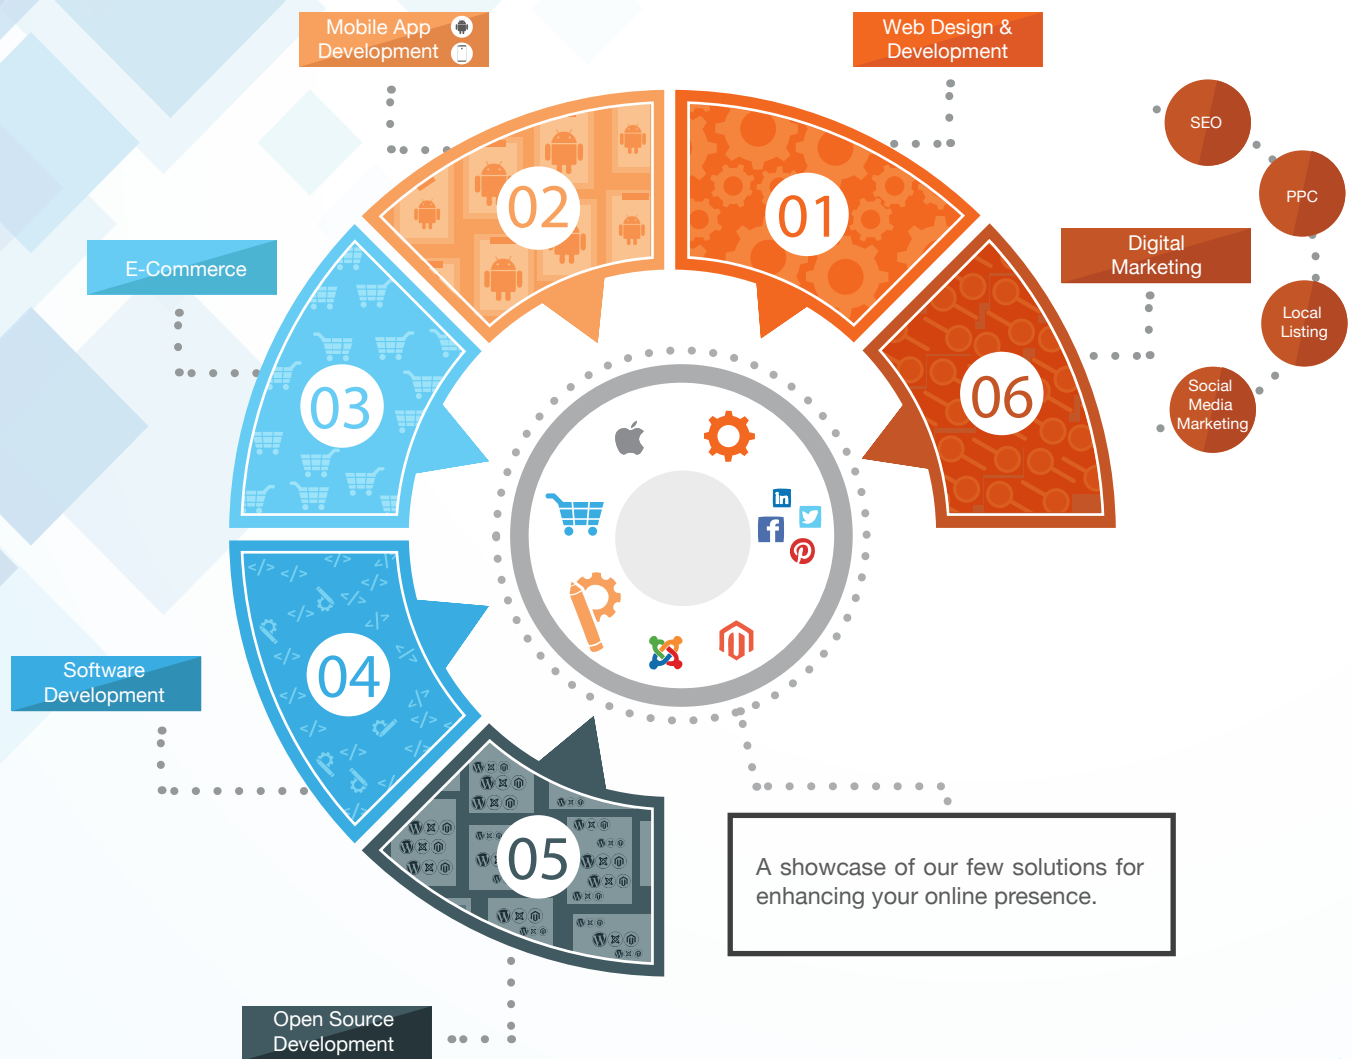 Mobile App
Development
Web Design &
Development
SEO
PPC
Local
Listing
Social
Media
Marketing
Digital
Marketing
E-Commerce
Software
Development
Open Source
Development
01
02
03
04
05
06
in
f
A showcase of our few solutions for
enhancing your online presence.